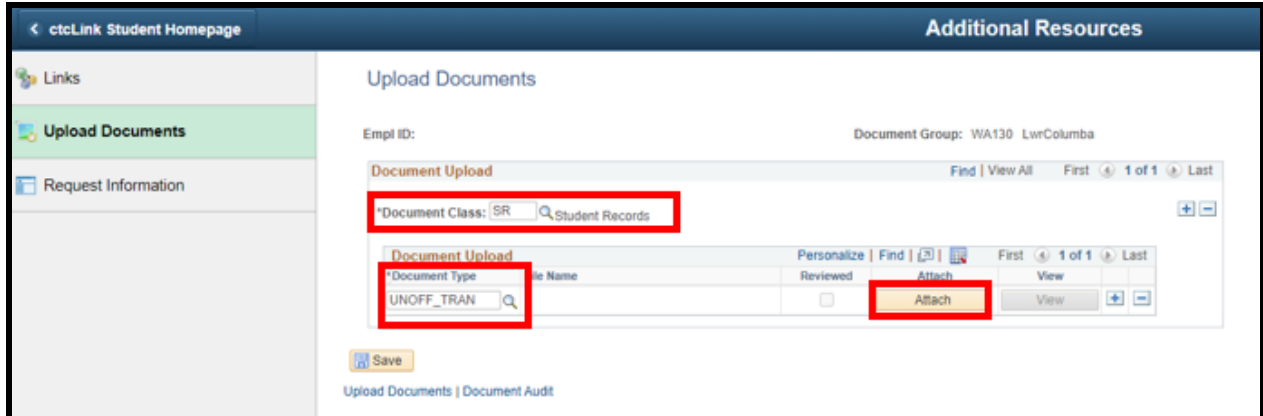 ctcLink Student Homepage
Additional Resources
Links
Upload Documents
Request Information
Upload Documents
Empl ID:
Document Group: WA130 LwrColumba
Document Upload
Find | View All First 1 of 1 Last
*Document Class: SR Student Records
Document Upload
Personalize | Find | First 1 of 1 Last
*Document Type ile Name Reviewed Attach View
UNOFF_TRAN Attach View
Save
Upload Documents | Document Audit